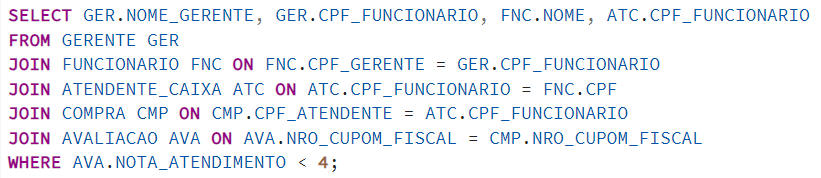 SELECT GER.NOME_GERENTE, GER.CPF_FUNCIONARIO, FNC.NOME, ATC.CPF_FUNCIONARIO
FROM GERENTE GER
JOIN FUNCIONARIO FNC ON FNC.CPF_GERENTE = GER.CPF_FUNCIONARIO
JOIN ATENDENTE_CAIXA ATC ON ATC.CPF_FUNCIONARIO = FNC.CPF
JOIN COMPRA CMP ON CMP.CPF_ATENDENTE = ATC.CPF_FUNCIONARIO
JOIN AVALIACAO AVA ON AVA.NRO_CUPOM_FISCAL = CMP.NRO_CUPOM_FISCAL
WHERE AVA.NOTA_ATENDIMENTO < 4;